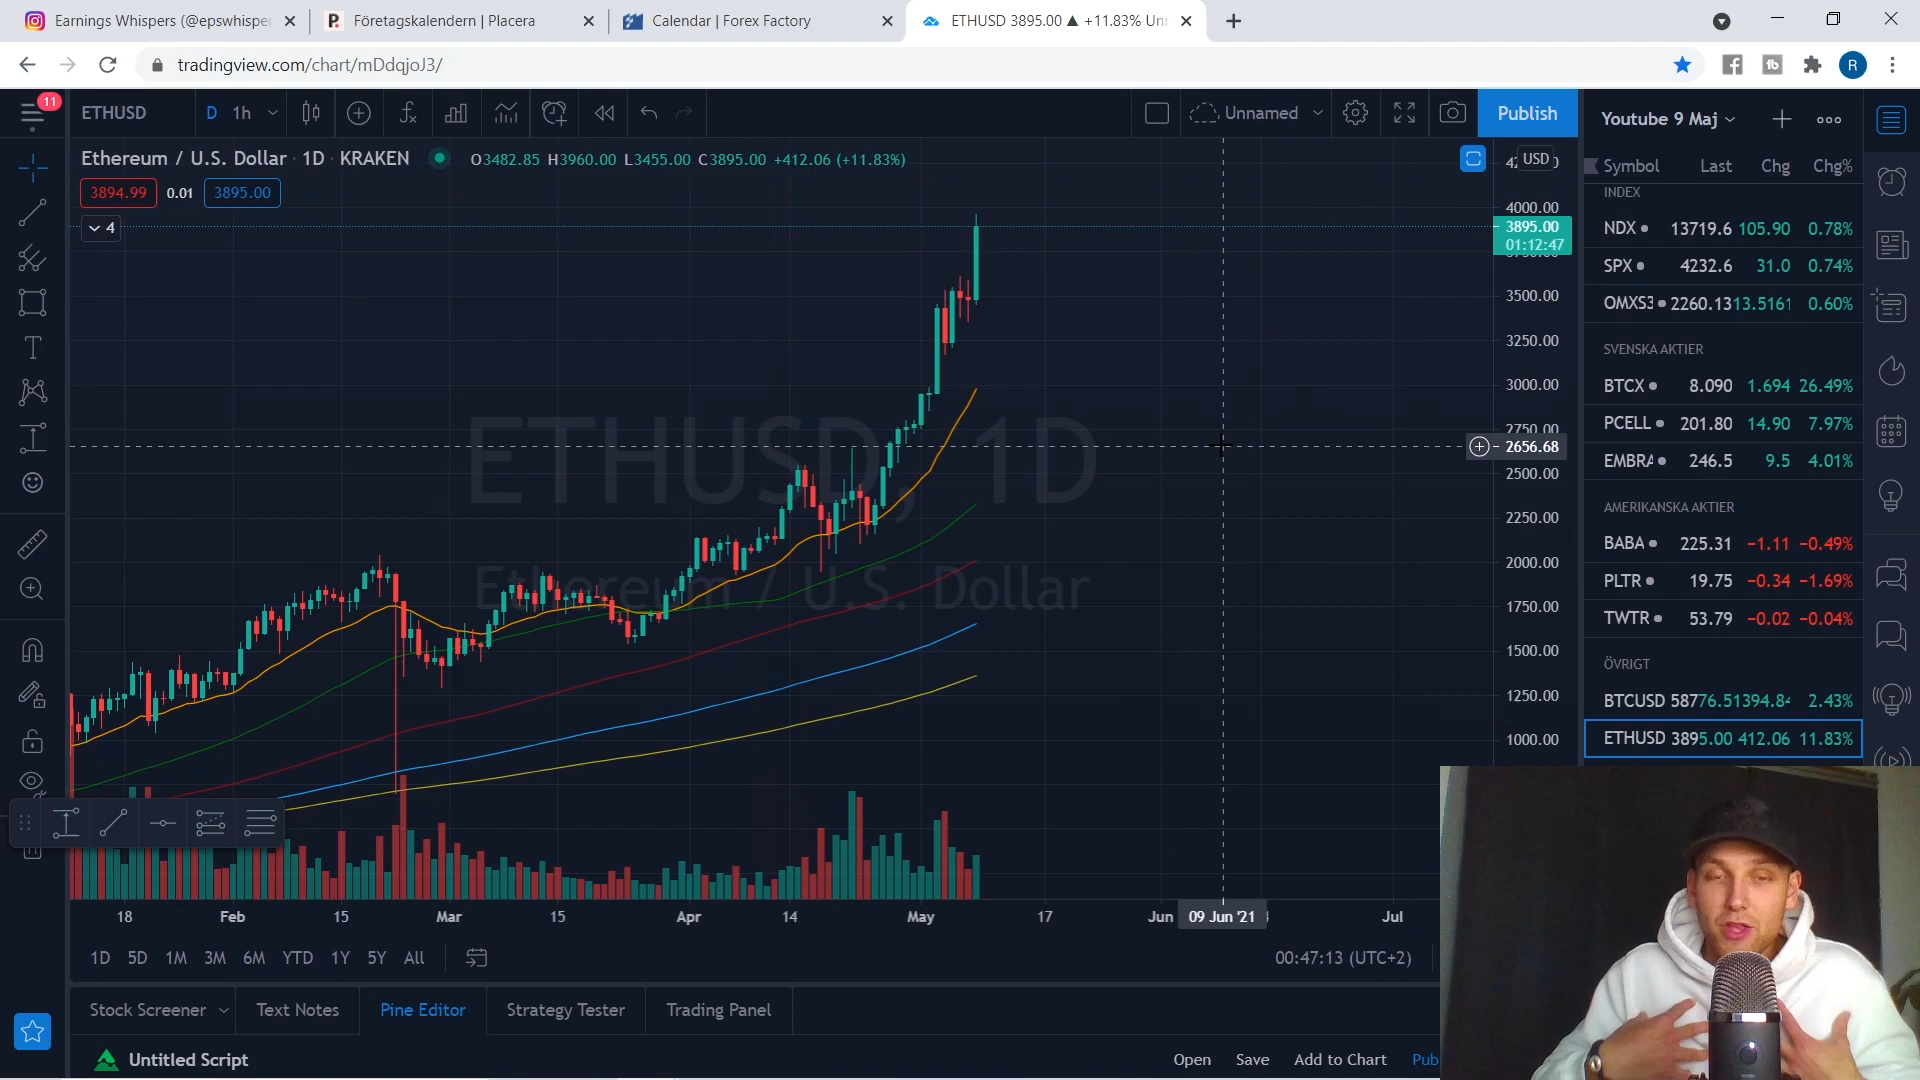 Earnings Whispers (@epswhisper
Företagskalendern | Placera
Calendar | Forex Factory
ETHUSD 3895.00 ▲ +11.83% Unn
tradingview.com/chart/mDdqjoJ3/
R
11
ETHUSD
D 1h
Unnamed
Publish
Youtube 9 Maj
Ethereum / U.S. Dollar · 1D · KRAKEN
O3482.85 H3960.00 L3455.00 C3895.00 +412.06 (+11.83%)
USD
3894.99 0.01 3895.00
4
Symbol Last Chg Chg%
INDEX
NDX 13719.6 105.90 0.78%
SPX 4232.6 31.0 0.74%
OMXS3 2260.13 13.5161 0.60%
SVENSKA AKTIER
BTCX 8.090 1.694 26.49%
PCELL 201.80 14.90 7.97%
EMBRA 246.5 9.5 4.01%
AMERIKANSKA AKTIER
BABA 225.31 −1.11 −0.49%
PLTR 19.75 −0.34 −1.69%
TWTR 53.79 −0.02 −0.04%
ÖVRIGT
BTCUSD 58776.5 1394.84 2.43%
ETHUSD 3895.00 412.06 11.83%
4000.00
3895.00
01:12:47
3500.00
3250.00
3000.00
2750.00
2656.68
2500.00
2250.00
2000.00
1750.00
1500.00
1250.00
1000.00
ETHUSD, 1D
Ethereum / U.S. Dollar
18 Feb 15 Mar 15 Apr 14 May 17 Jun 09 Jun '21 Jul
1D 5D 1M 3M 6M YTD 1Y 5Y All
00:47:13 (UTC+2)
Stock Screener Text Notes Pine Editor Strategy Tester Trading Panel
Untitled Script
Open Save Add to Chart Pub